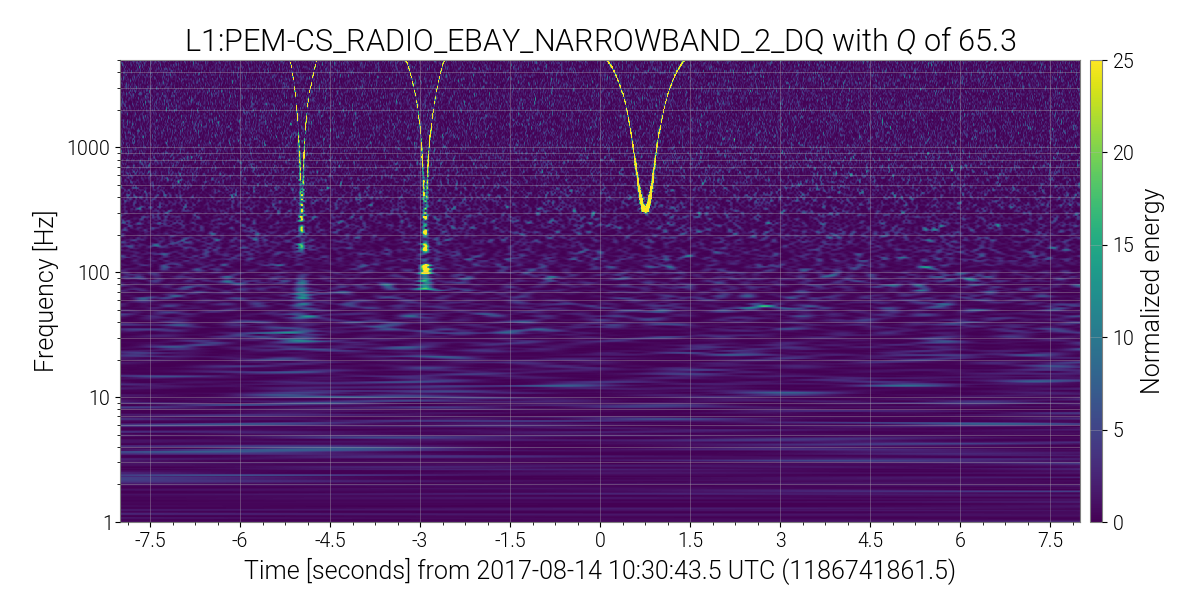 L1:PEM-CS_RADIO_EBAY_NARROWBAND_2_DQ with Q of 65.3
Frequency [Hz]
1000
100
10
1
-7.5 -6 -4.5 -3 -1.5 0 1.5 3 4.5 6 7.5
Time [seconds] from 2017-08-14 10:30:43.5 UTC (1186741861.5)
25
20
15
10
5
0
Normalized energy